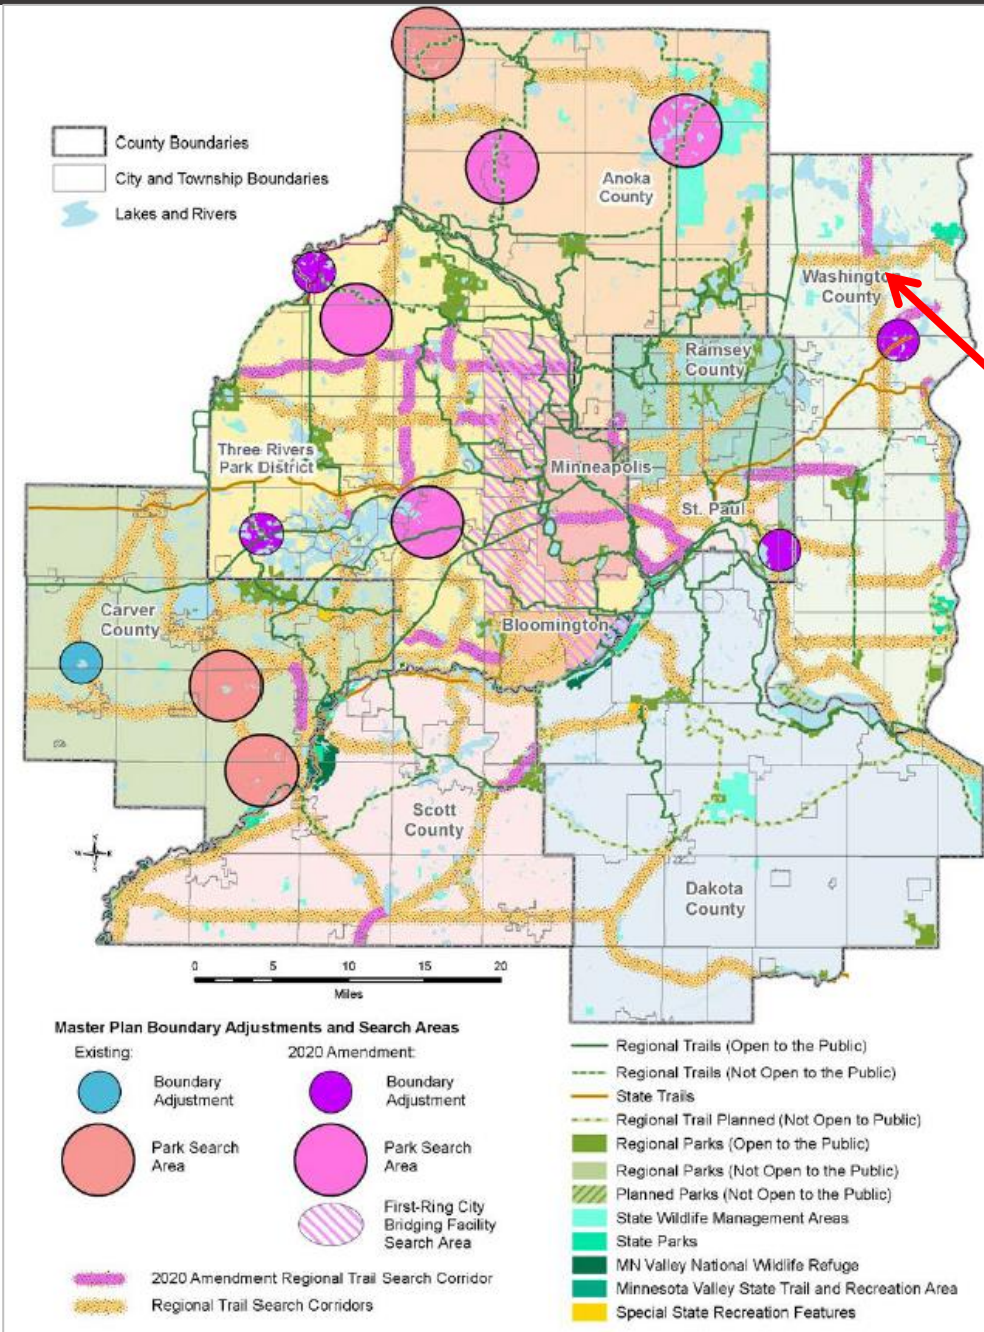 County Boundaries
City and Township Boundaries
Lakes and Rivers
Anoka
County
Washington
County
Ramsey
County
Three Rivers
Park District
Minneapolis
St. Paul
Carver
County
Bloomington
Scott
County
Dakota
County
N
W E
S
0 5 10 15 20
Miles
Master Plan Boundary Adjustments and Search Areas
Existing:
Boundary
Adjustment
Park Search
Area
2020 Amendment:
Boundary
Adjustment
Park Search
Area
First-Ring City
Bridging Facility
Search Area
2020 Amendment Regional Trail Search Corridor
Regional Trail Search Corridors
Regional Trails (Open to the Public)
Regional Trails (Not Open to the Public)
State Trails
Regional Trail Planned (Not Open to Public)
Regional Parks (Open to the Public)
Regional Parks (Not Open to the Public)
Planned Parks (Not Open to the Public)
State Wildlife Management Areas
State Parks
MN Valley National Wildlife Refuge
Minnesota Valley State Trail and Recreation Area
Special State Recreation Features